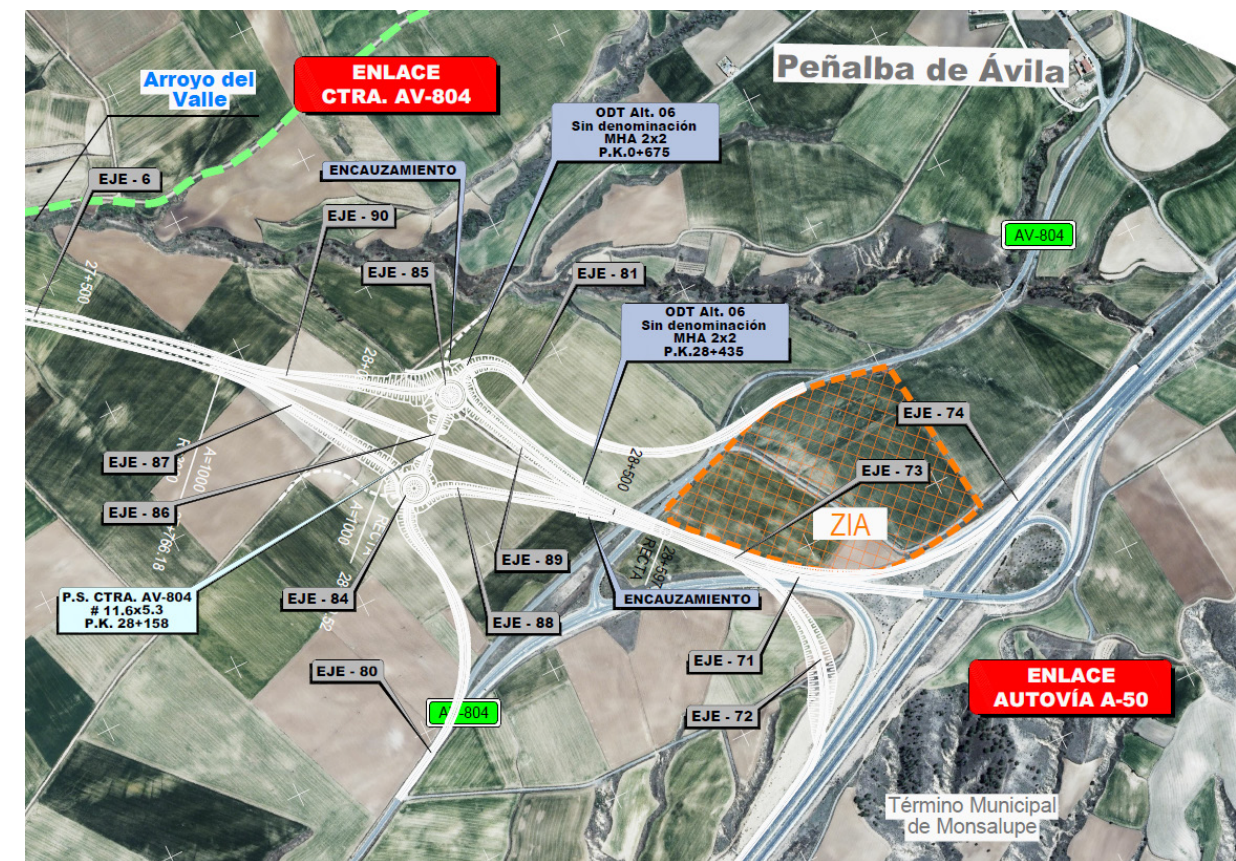 Peñalba de Ávila
Arroyo del
Valle
ENLACE
CTRA. AV-804
ODT Alt. 06
Sin denominación
MHA 2x2
P.K.0+675
ENCAUZAMIENTO
EJE - 6
EJE - 90
AV-804
EJE - 85
EJE - 81
27+500
ODT Alt. 06
Sin denominación
MHA 2x2
P.K.28+435
EJE - 74
EJE - 87
A=1000
28+500
EJE - 73
EJE - 86
RECTA
A=1000
ZIA
EJE - 89
28+597
RECTA
P.S. CTRA. AV-804
# 11.6x5.3
P.K. 28+158
EJE - 84
ENCAUZAMIENTO
EJE - 88
EJE - 80
EJE - 71
ENLACE
AUTOVÍA A-50
AV-804
EJE - 72
Término Municipal
de Monsalupe